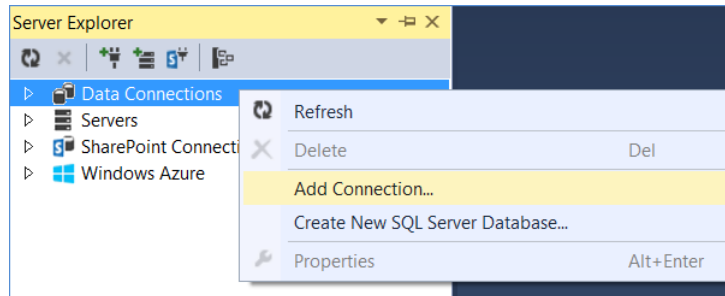 Server Explorer
Data Connections
Servers
SharePoint Connecti
Windows Azure
Refresh
Delete Del
Add Connection...
Create New SQL Server Database...
Properties Alt+Enter